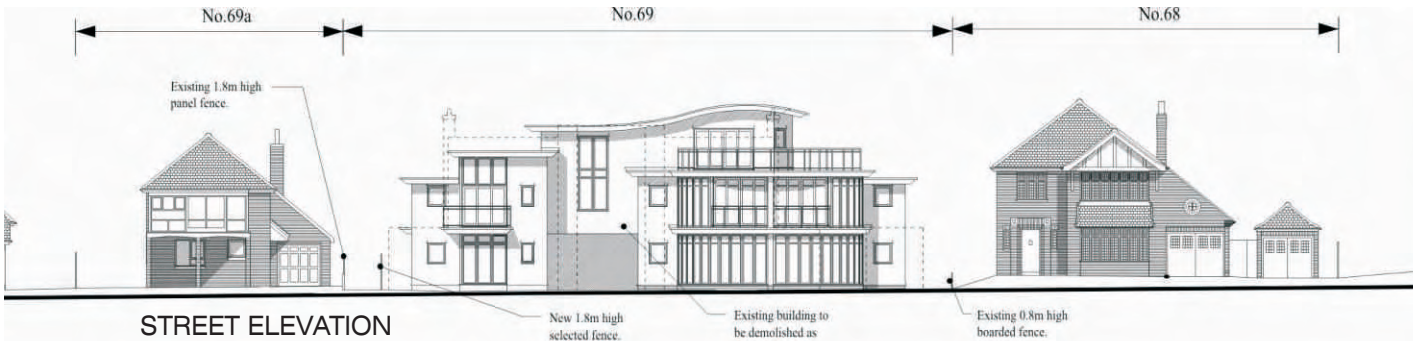 No.69a
No.69
No.68
Existing 1.8m high
panel fence.
New 1.8m high
selected fence.
Existing building to
be demolished as
Existing 0.8m high
boarded fence.
STREET ELEVATION